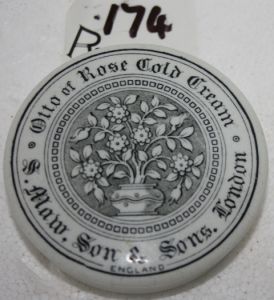 174
R
Otto of Rose Cold Cream
S. Maw, Son & Sons, London
ENGLAND